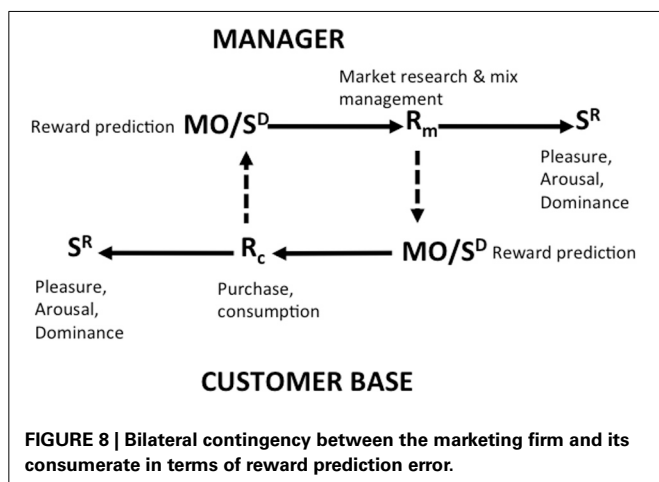 MANAGER
Market research & mix
management
Reward prediction MO/Sᴰ Rₘ Sᴿ
Pleasure,
Arousal,
Dominance
Sᴿ R꜀ MO/Sᴰ Reward prediction
Pleasure,
Arousal,
Dominance
Purchase,
consumption
CUSTOMER BASE
FIGURE 8 | Bilateral contingency between the marketing firm and its
consumerate in terms of reward prediction error.